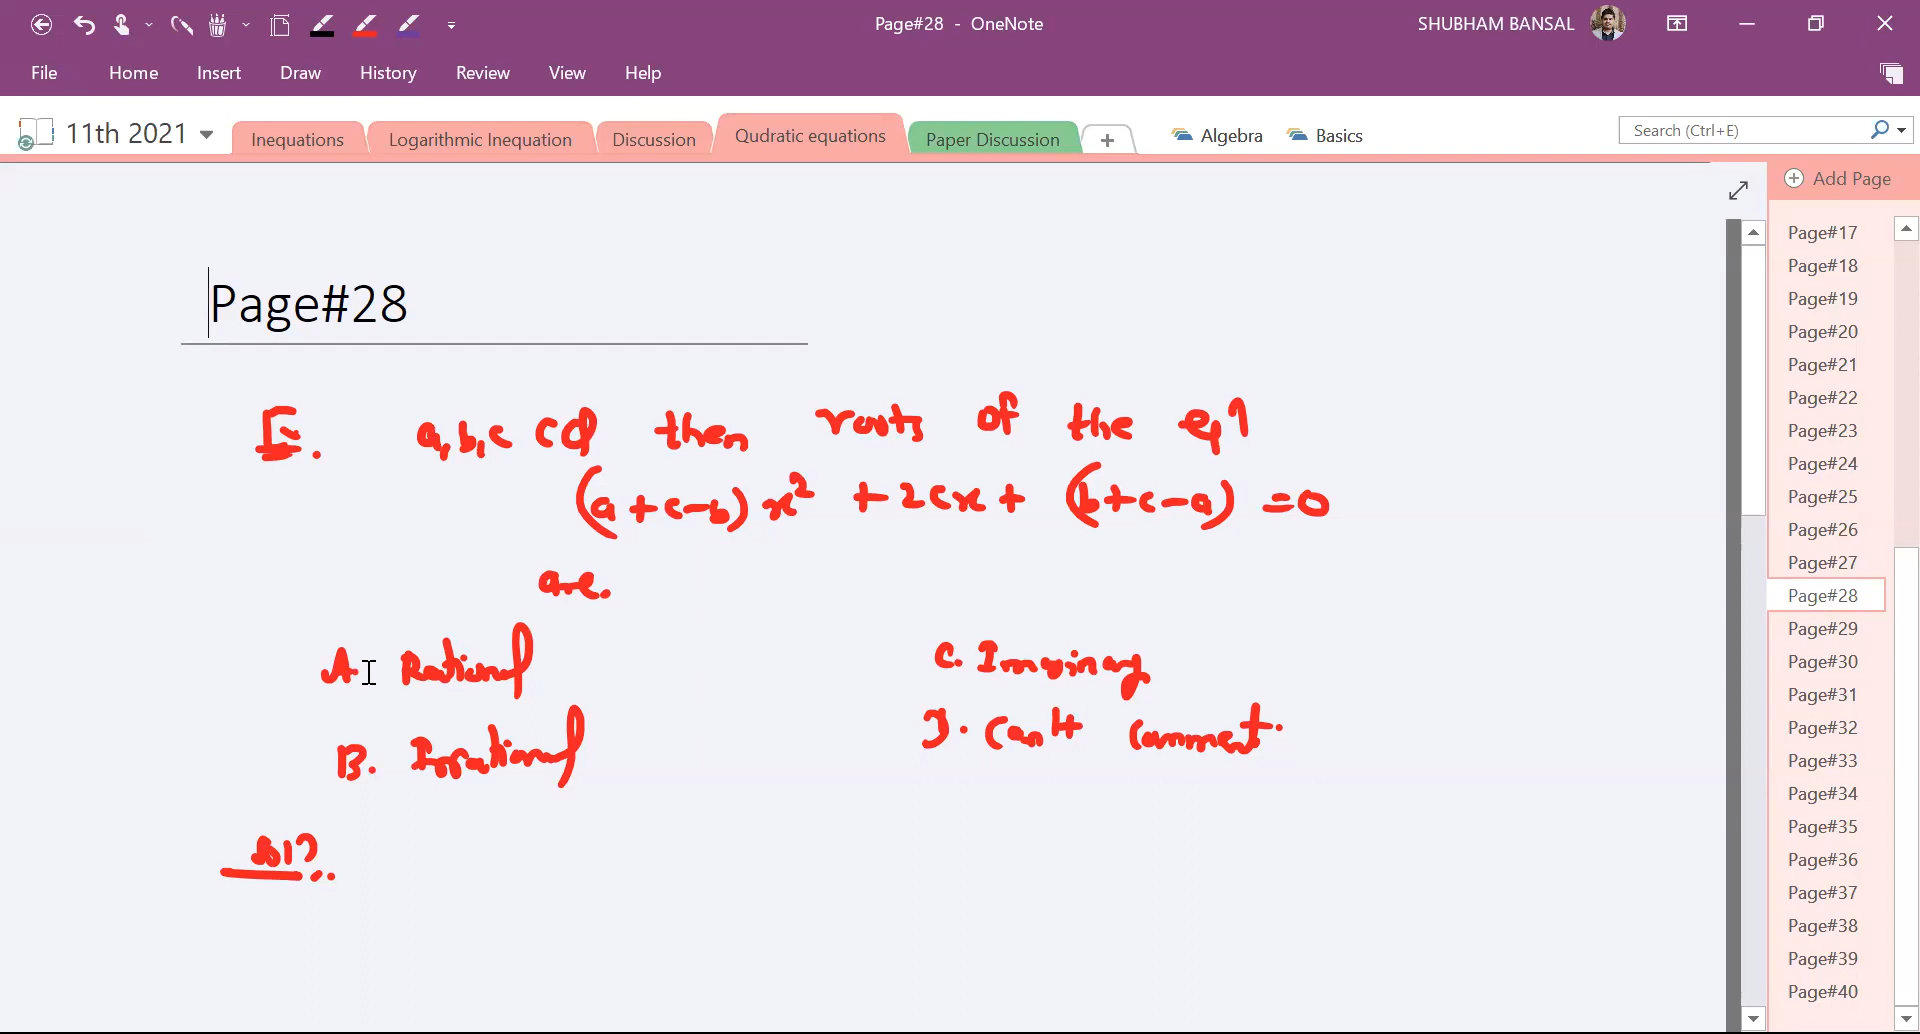 Page#28 - OneNote
SHUBHAM BANSAL
File Home Insert Draw History Review View Help
11th 2021
Inequations
Logarithmic Inequation
Discussion
Qudratic equations
Paper Discussion
Algebra
Basics
Search (Ctrl+E)
Add Page
Page#28
E. a, b, c ∈ Q then roots of the eqn
(a+c-b)x² + 2cx + (b+c-a) = 0
are.
A. Rational
C. Imaginary
B. Irrational
D. Can't Comment.
Soln.
Page#17
Page#18
Page#19
Page#20
Page#21
Page#22
Page#23
Page#24
Page#25
Page#26
Page#27
Page#28
Page#29
Page#30
Page#31
Page#32
Page#33
Page#34
Page#35
Page#36
Page#37
Page#38
Page#39
Page#40